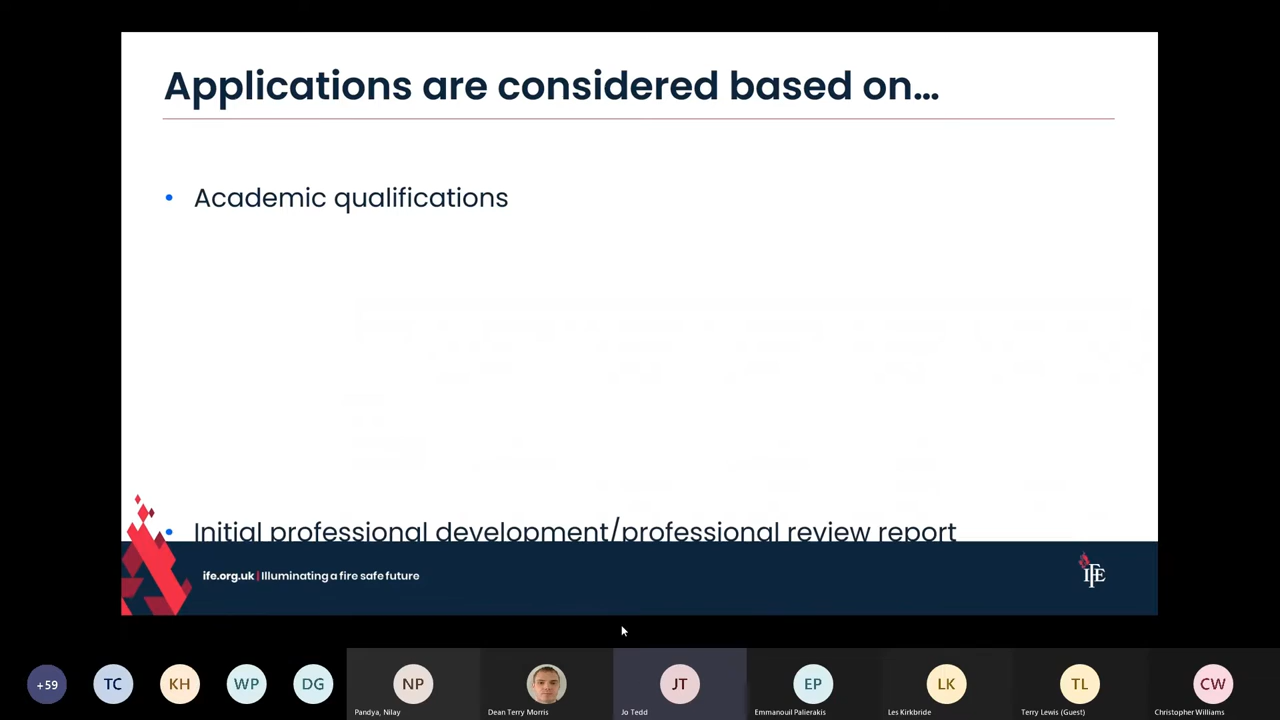 Applications are considered based on…
• Academic qualifications
• Initial professional development/professional review report
ife.org.uk | Illuminating a fire safe future
IFE
+59
TC
KH
WP
DG
NP
JT
EP
LK
TL
CW
Pandya, Nilay
Dean Terry Morris
Jo Tedd
Emmanouil Palierakis
Les Kirkbride
Terry Lewis (Guest)
Christopher Williams